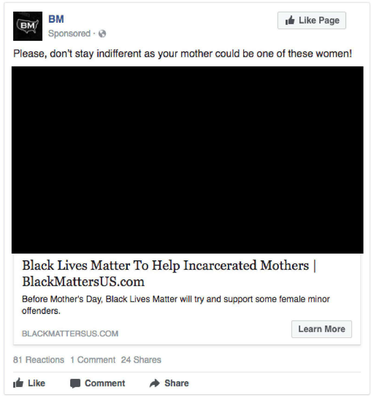 BM
BM
Like Page
Sponsored ·
Please, don't stay indifferent as your mother could be one of these women!
Black Lives Matter To Help Incarcerated Mothers |
BlackMattersUS.com
Before Mother's Day, Black Lives Matter will try and support some female minor
offenders.
BLACKMATTERSUS.COM
Learn More
81 Reactions 1 Comment 24 Shares
Like Comment Share